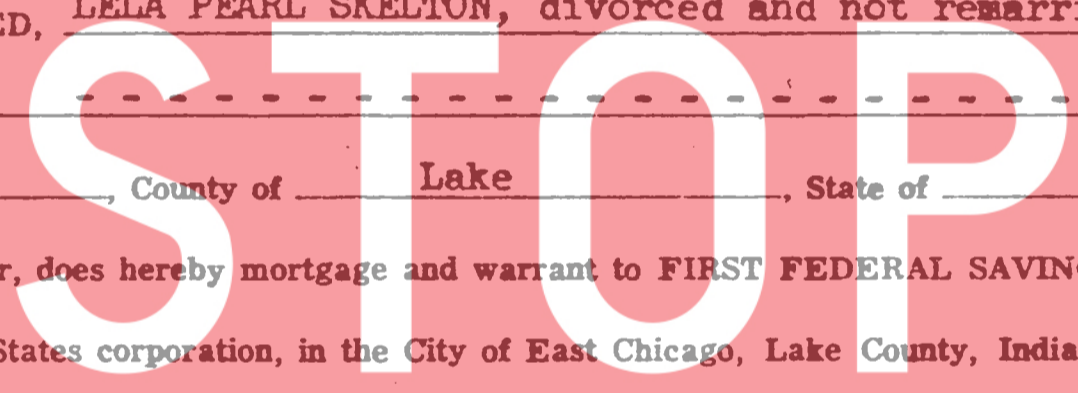 ED, LELA PEARL SKELTON, divorced and not remarri
STOP
, County of Lake, State of
r, does hereby mortgage and warrant to FIRST FEDERAL SAVIN
States corporation, in the City of East Chicago, Lake County, India